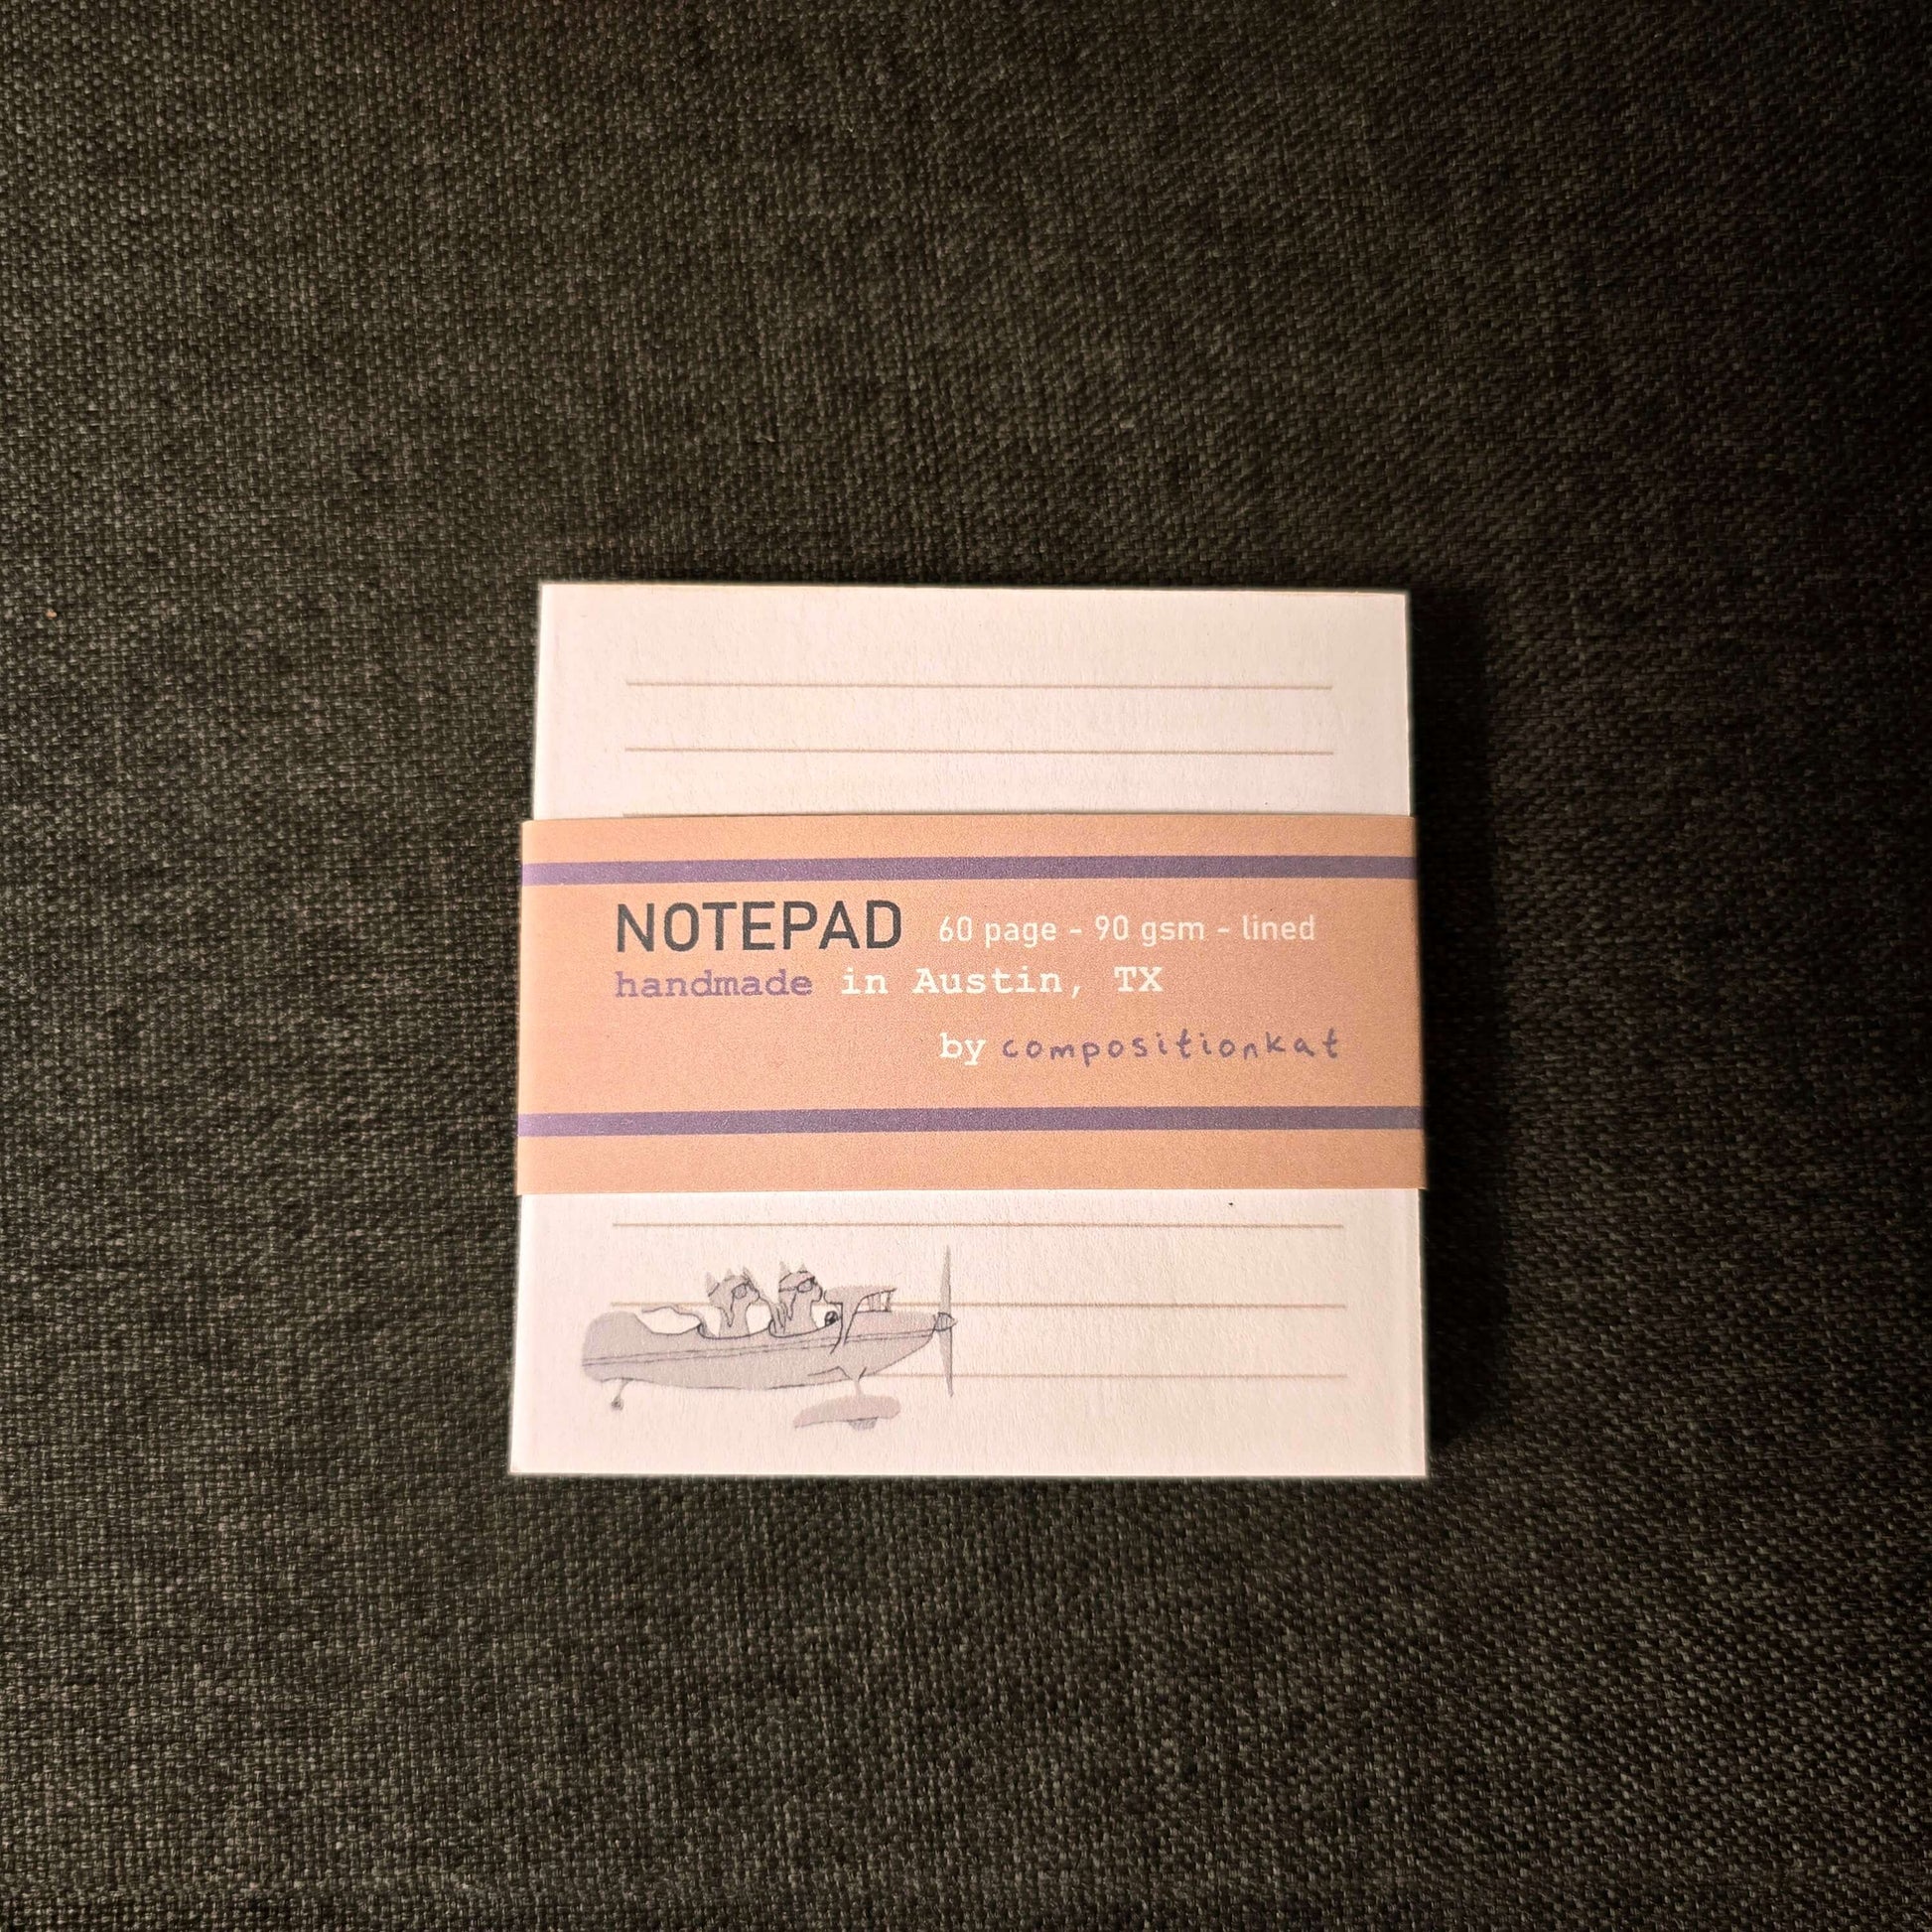 NOTEPAD 60 page - 90 gsm - lined
handmade in Austin, TX
by compositionkat